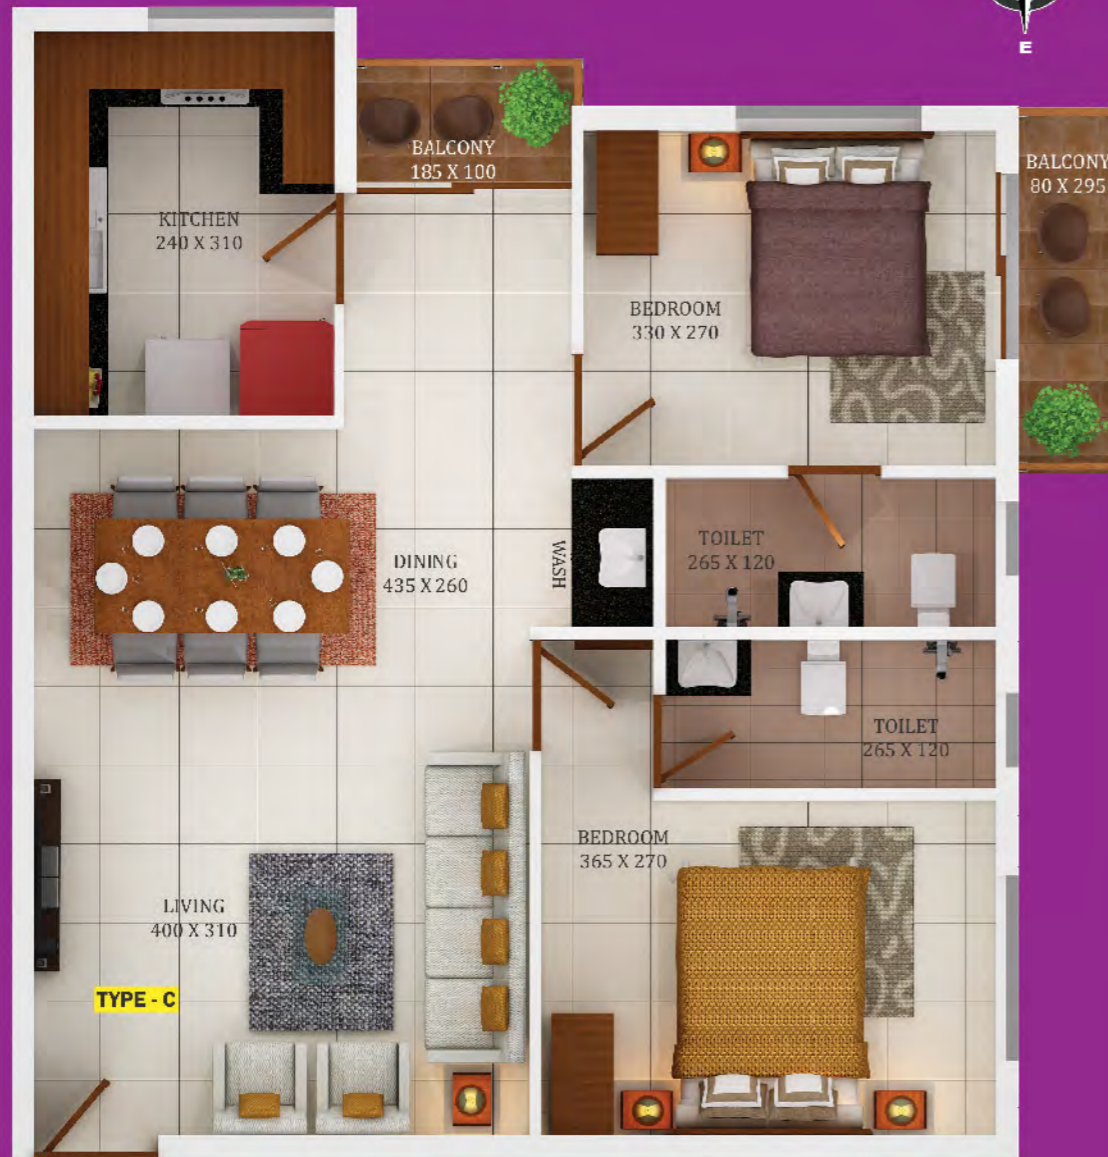 E
BALCONY
185 X 100
BALCONY
80 X 295
KITCHEN
240 X 310
BEDROOM
330 X 270
TOILET
265 X 120
DINING
435 X 260
WASH
TOILET
265 X 120
BEDROOM
365 X 270
LIVING
400 X 310
TYPE - C